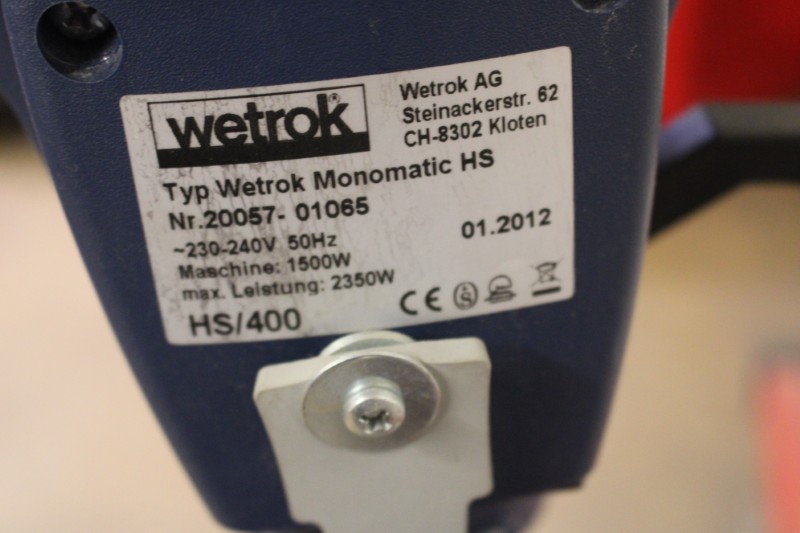 wetrok
Wetrok AG
Steinackerstr. 62
CH-8302 Kloten
Typ Wetrok Monomatic HS
Nr.20057- 01065
01.2012
~230-240V 50Hz
Maschine: 1500W
max. Leistung: 2350W
HS/400
CE